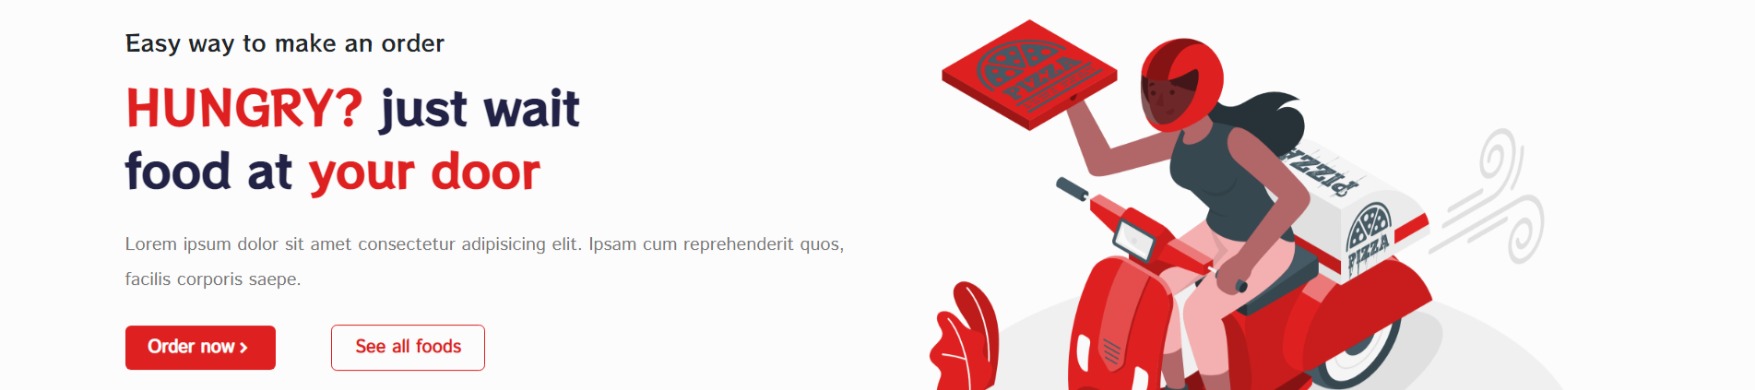 Easy way to make an order
HUNGRY? just wait
food at your door
Lorem ipsum dolor sit amet consectetur adipisicing elit. Ipsam cum reprehenderit quos,
facilis corporis saepe.
Order now >
See all foods
PIZZA
PIZZA
PIZZA